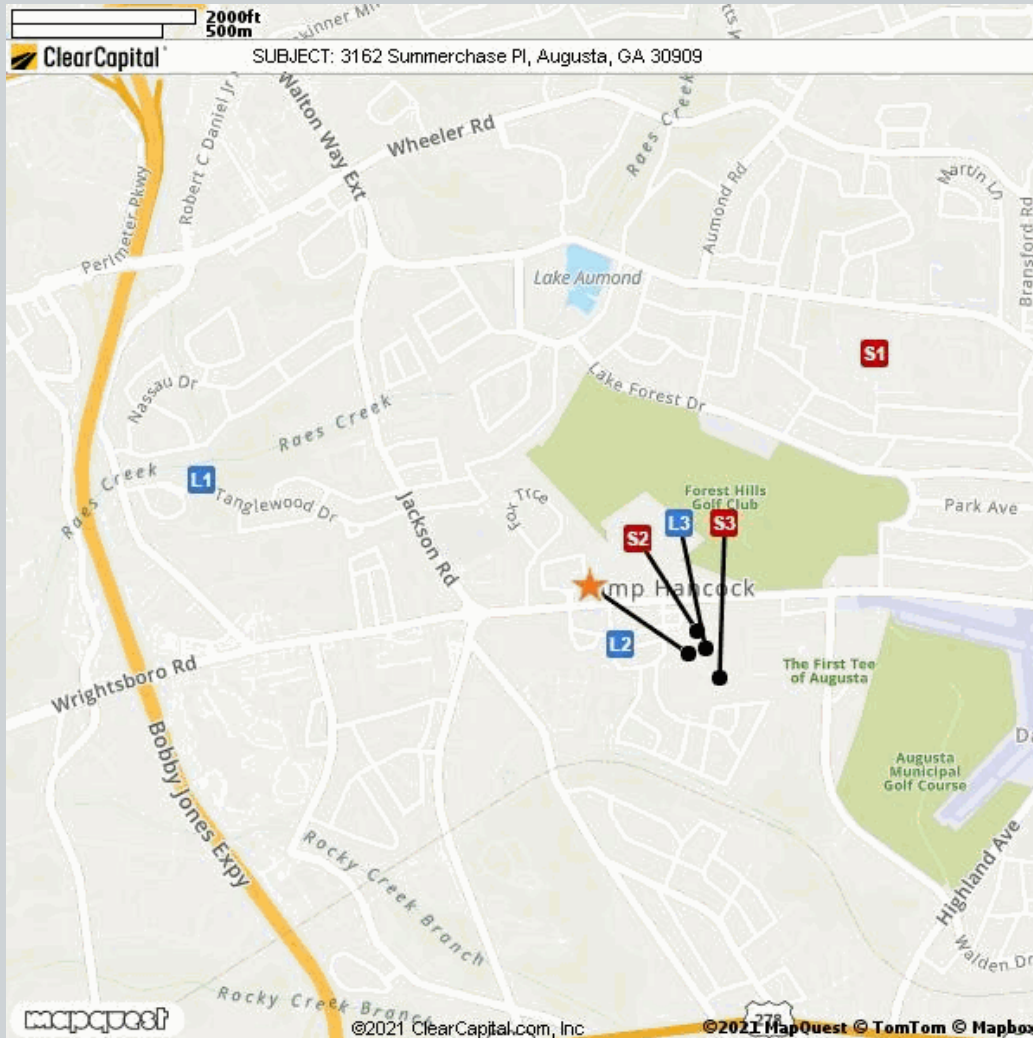 2000ft
500m
ClearCapital
SUBJECT: 3162 Summerchase Pl, Augusta, GA 30909
Robert C Daniel Jr
Walton Way Ext
Wheeler Rd
Raes Creek
Martin Ln
Perimeter Pkwy
Aumond Rd
Bransford Rd
Lake Aumond
S1
Nassau Dr
Lake Forest Dr
Raes Creek
Raes Creek
L1
Tanglewood Dr
Jackson Rd
Fox Trce
Forest Hills
Golf Club
Park Ave
S2
L3
S3
mp Hancock
L2
Wrightsboro Rd
The First Tee
of Augusta
Bobby Jones Expy
Augusta
Municipal
Golf Course
Da
Rocky Creek Branch
Highland Ave
Walden Dr
Rocky Creek Branc
278
mapquest
©2021 ClearCapital.com, Inc
©2021 MapQuest © TomTom © Mapbox